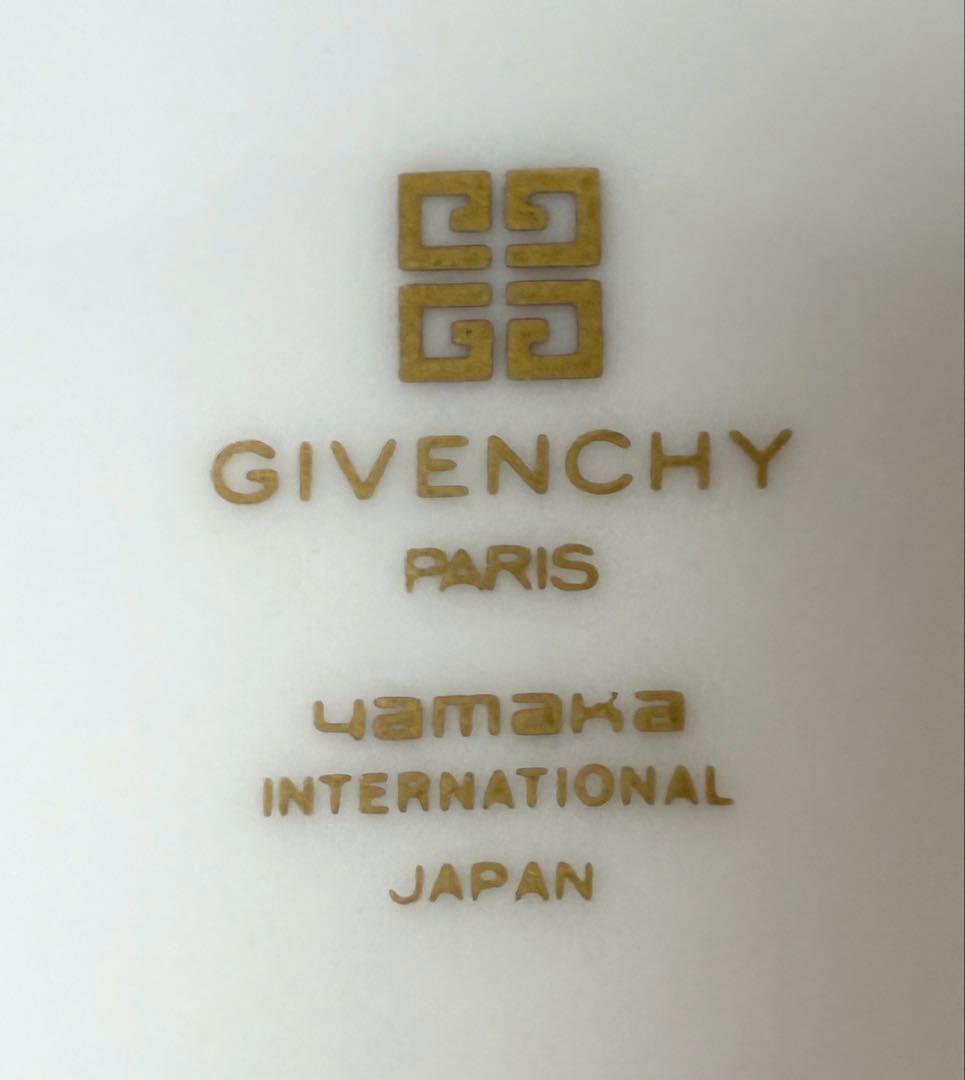 GIVENCHY
PARIS
yamaka
INTERNATIONAL
JAPAN